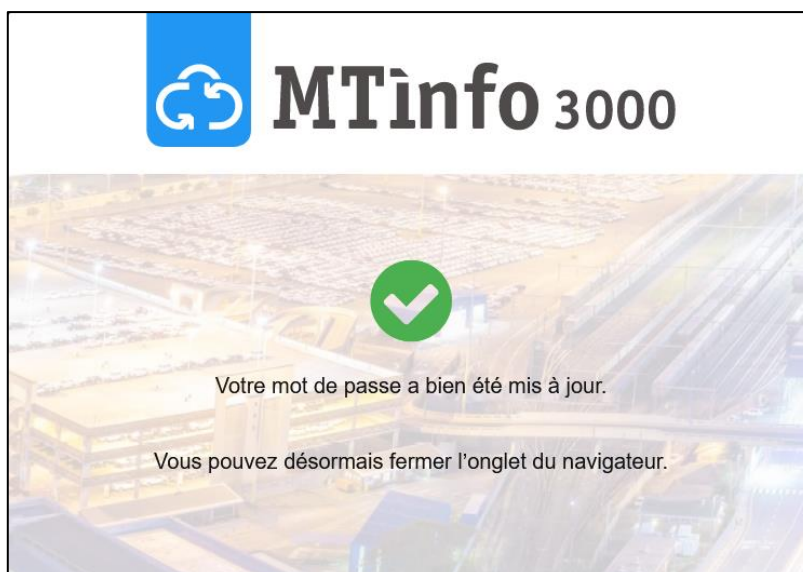 MTinfo 3000
Votre mot de passe a bien été mis à jour.
Vous pouvez désormais fermer l’onglet du navigateur.